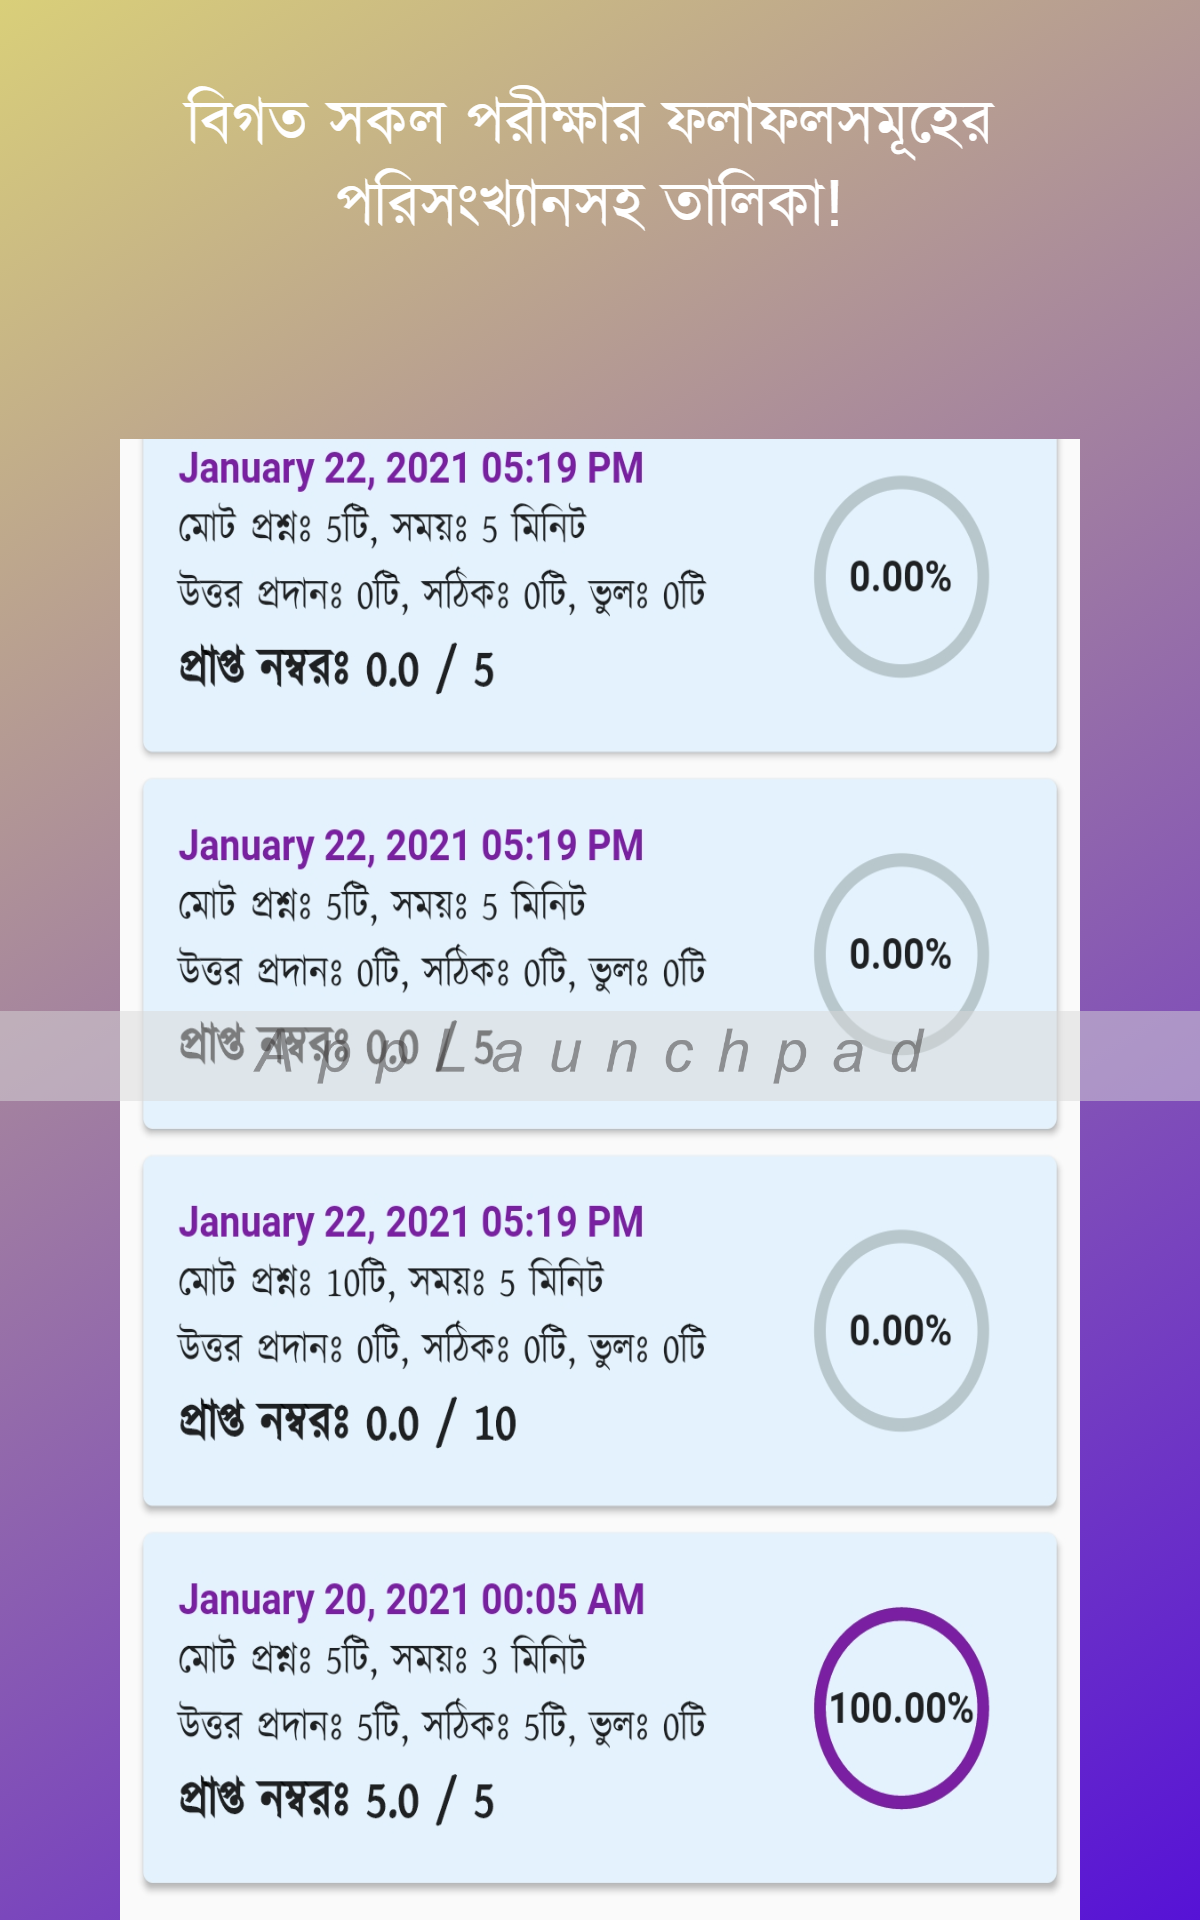 বিগত সকল পরীক্ষার ফলাফলসমূহের
পরিসংখ্যানসহ তালিকা!
January 22, 2021 05:19 PM
মোট প্রশ্নঃ 5টি, সময়ঃ 5 মিনিট
উত্তর প্রদানঃ 0টি, সঠিকঃ 0টি, ভুলঃ 0টি
প্রাপ্ত নম্বরঃ 0.0 / 5
0.00%
January 22, 2021 05:19 PM
মোট প্রশ্নঃ 5টি, সময়ঃ 5 মিনিট
উত্তর প্রদানঃ 0টি, সঠিকঃ 0টি, ভুলঃ 0টি
প্রাপ্ত নম্বরঃ 0.0 / 5
0.00%
AppLaunchpad
January 22, 2021 05:19 PM
মোট প্রশ্নঃ 10টি, সময়ঃ 5 মিনিট
উত্তর প্রদানঃ 0টি, সঠিকঃ 0টি, ভুলঃ 0টি
প্রাপ্ত নম্বরঃ 0.0 / 10
0.00%
January 20, 2021 00:05 AM
মোট প্রশ্নঃ 5টি, সময়ঃ 3 মিনিট
উত্তর প্রদানঃ 5টি, সঠিকঃ 5টি, ভুলঃ 0টি
প্রাপ্ত নম্বরঃ 5.0 / 5
100.00%